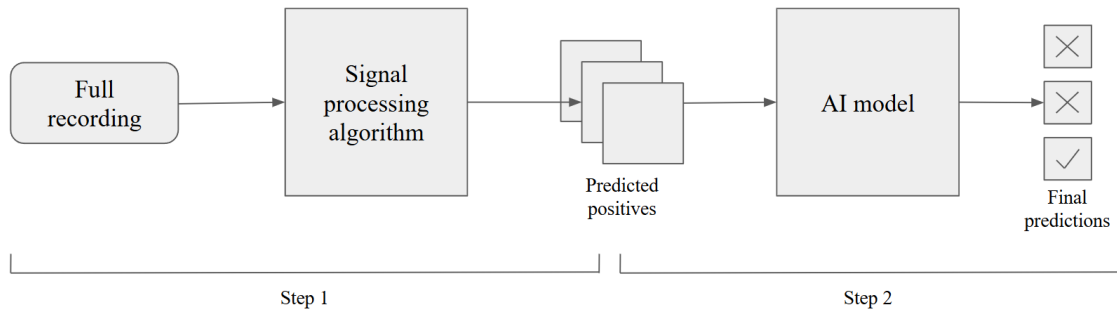 Full
recording
Signal
processing
algorithm
Predicted
positives
AI model
Final
predictions
Step 1
Step 2